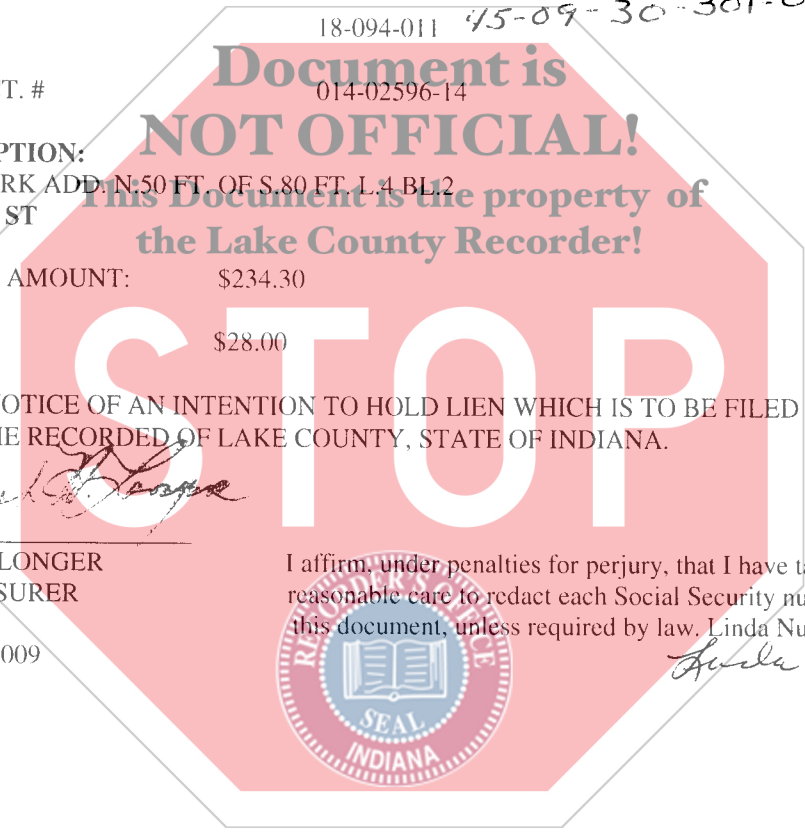 18-094-011 45-09-30-301-0
Document is
T. # 014-02596-14
NOT OFFICIAL!
PTION:
RK ADD. N.50 FT. OF S.80 FT. L.4 BL.2
This Document is the property of
ST
the Lake County Recorder!
AMOUNT: $234.30
STOP
$28.00
OTICE OF AN INTENTION TO HOLD LIEN WHICH IS TO BE FILED
HE RECORDED OF LAKE COUNTY, STATE OF INDIANA.
LONGER
SURER
009
I affirm, under penalties for perjury, that I have ta
reasonable care to redact each Social Security nu
this document, unless required by law. Linda Nu
Linda
RECORDER'S OFFICE
SEAL
INDIANA